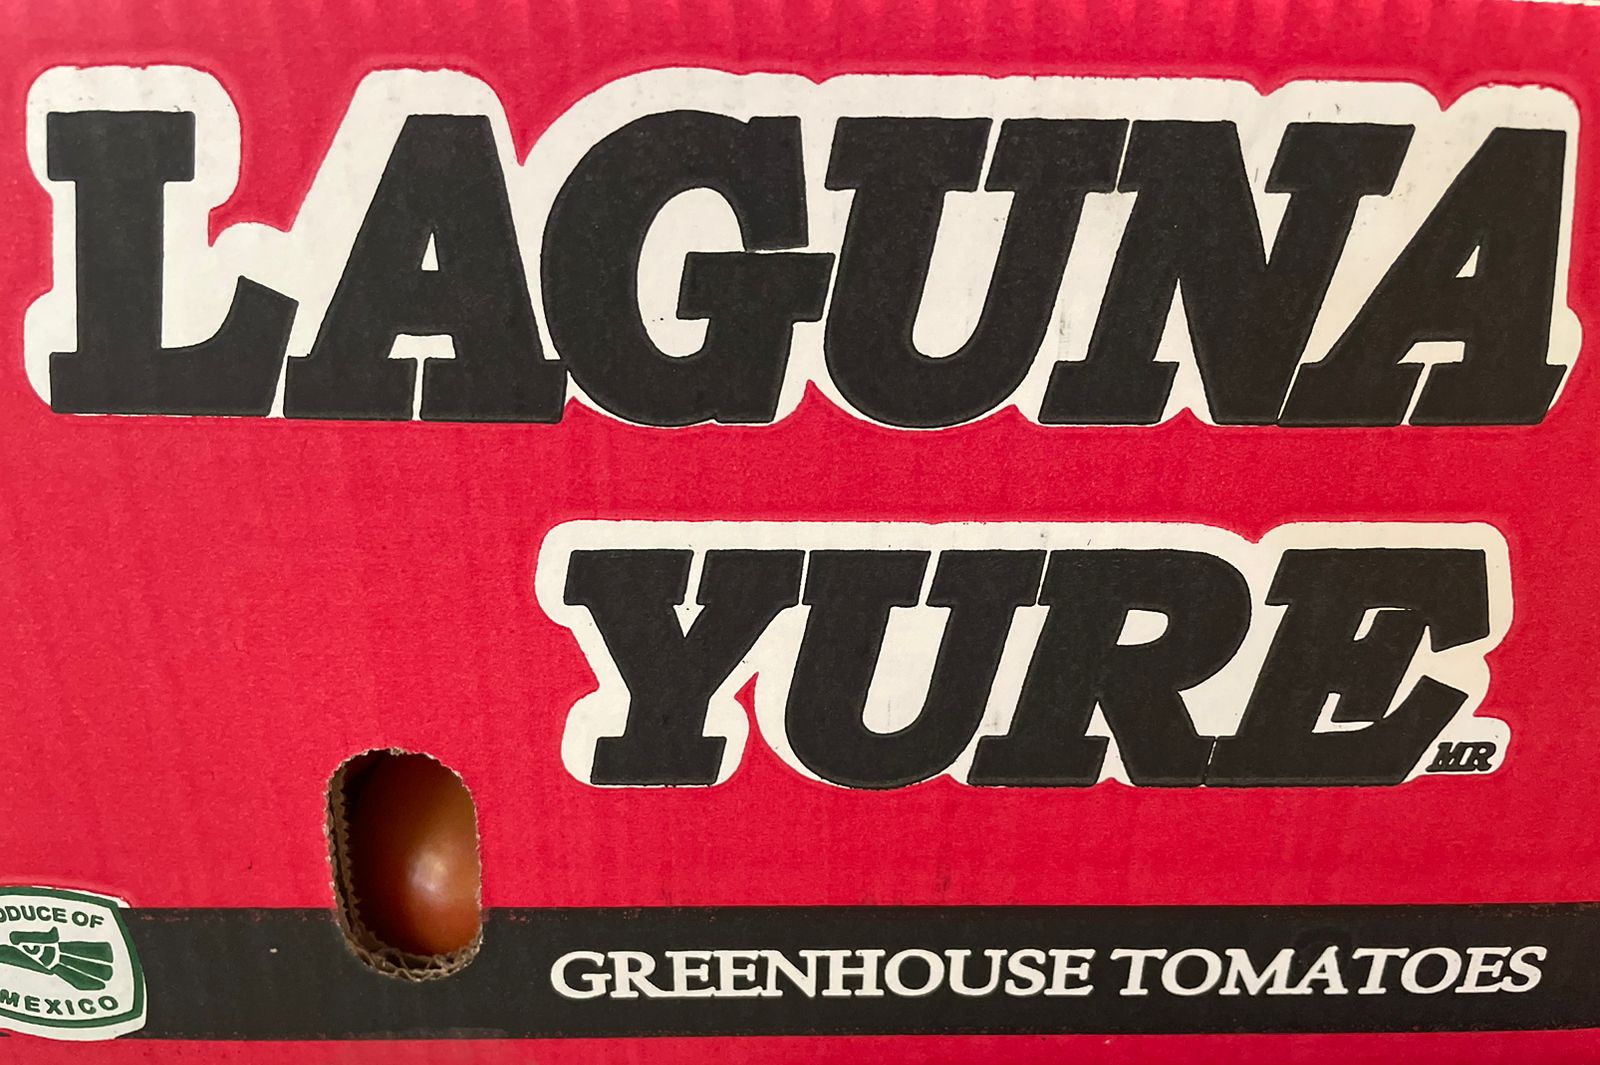 LAGUNA
YURE
MR
ODUCE OF
MEXICO
GREENHOUSE TOMATOES